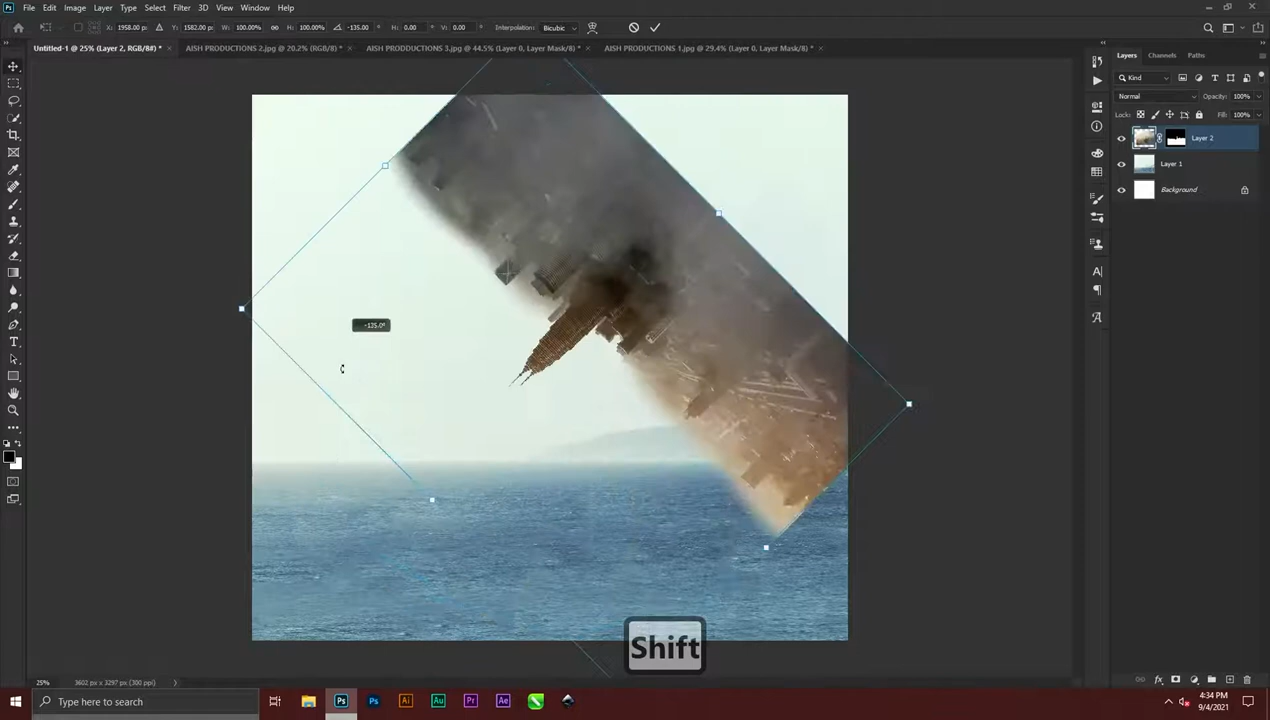 File Edit Image Layer Type Select Filter 3D View Window Help
X: 1958.00 px Y: 1582.00 px W: 100.00% H: 100.00% -135.00 ° H: 0.00 ° V: 0.00 ° Interpolation: Bicubic
Untitled-1 @ 25% (Layer 2, RGB/8#) * × AISH PRODUCTIONS 2.jpg @ 20.2% (RGB/8) * × AISH PRODDUCTIONS 3.jpg @ 44.5% (Layer 0, Layer Mask/8) * × AISH PRODUCTIONS 1.jpg @ 29.4% (Layer 0, Layer Mask/8) * ×
Layers Channels Paths
Kind
Normal Opacity: 100%
Lock: Fill: 100%
Layer 2
Layer 1
Background
-135.0°
Shift
25% 3602 px x 3297 px (300 ppi)
Type here to search
4:34 PM
9/4/2021